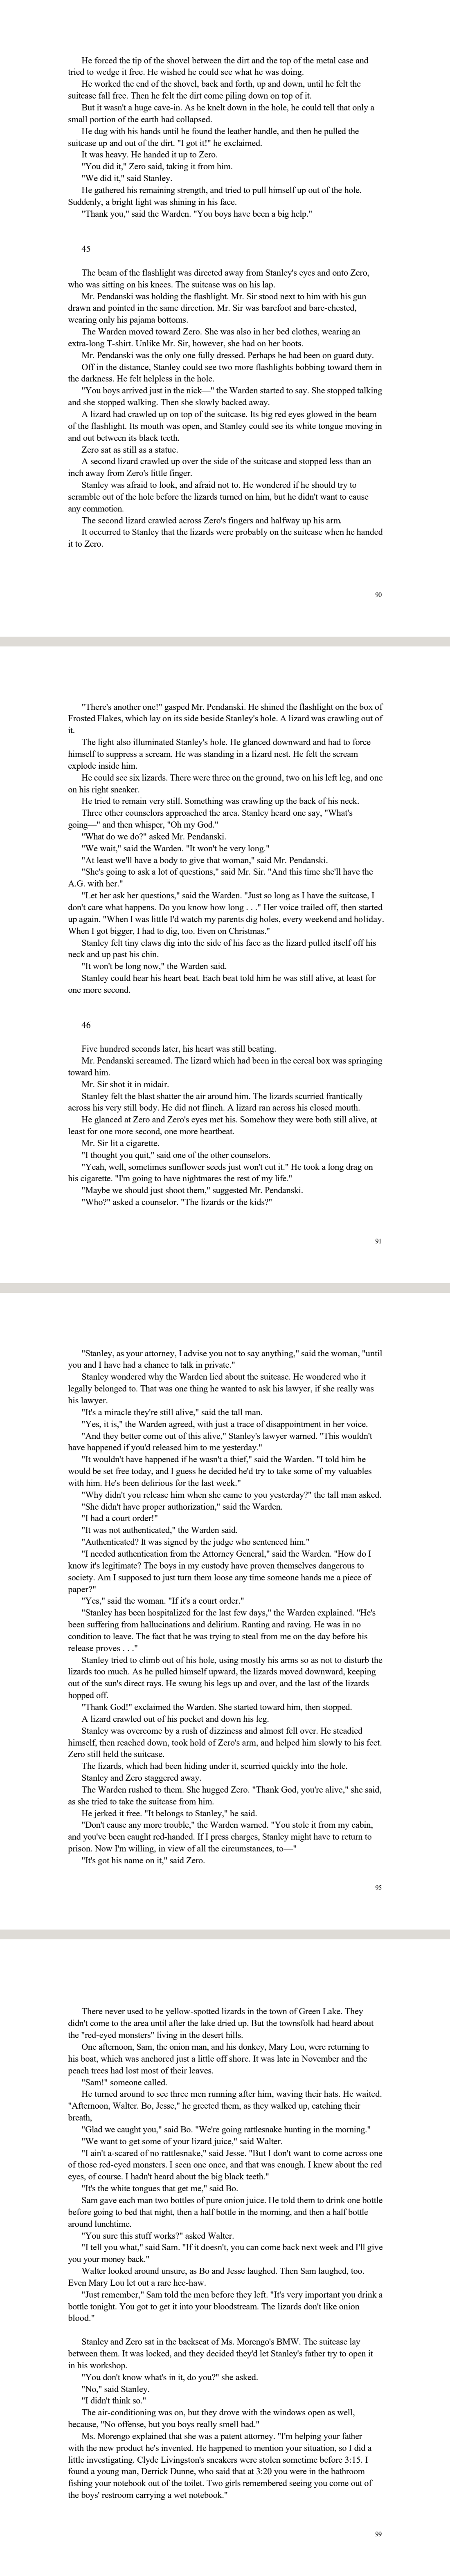 He forced the tip of the shovel between the dirt and the top of the metal case and
tried to wedge it free. He wished he could see what he was doing.
He worked the end of the shovel, back and forth, up and down, until he felt the
suitcase fall free. Then he felt the dirt come piling down on top of it.
But it wasn't a huge cave-in. As he knelt down in the hole, he could tell that only a
small portion of the earth had collapsed.
He dug with his hands until he found the leather handle, and then he pulled the
suitcase up and out of the dirt. "I got it!" he exclaimed.
It was heavy. He handed it up to Zero.
"You did it," Zero said, taking it from him.
"We did it," said Stanley.
He gathered his remaining strength, and tried to pull himself up out of the hole.
Suddenly, a bright light was shining in his face.
"Thank you," said the Warden. "You boys have been a big help."
45
The beam of the flashlight was directed away from Stanley's eyes and onto Zero,
who was sitting on his knees. The suitcase was on his lap.
Mr. Pendanski was holding the flashlight. Mr. Sir stood next to him with his gun
drawn and pointed in the same direction. Mr. Sir was barefoot and bare-chested,
wearing only his pajama bottoms.
The Warden moved toward Zero. She was also in her bed clothes, wearing an
extra-long T-shirt. Unlike Mr. Sir, however, she had on her boots.
Mr. Pendanski was the only one fully dressed. Perhaps he had been on guard duty.
Off in the distance, Stanley could see two more flashlights bobbing toward them in
the darkness. He felt helpless in the hole.
"You boys arrived just in the nick—" the Warden started to say. She stopped talking
and she stopped walking. Then she slowly backed away.
A lizard had crawled up on top of the suitcase. Its big red eyes glowed in the beam
of the flashlight. Its mouth was open, and Stanley could see its white tongue moving in
and out between its black teeth.
Zero sat as still as a statue.
A second lizard crawled up over the side of the suitcase and stopped less than an
inch away from Zero's little finger.
Stanley was afraid to look, and afraid not to. He wondered if he should try to
scramble out of the hole before the lizards turned on him, but he didn't want to cause
any commotion.
The second lizard crawled across Zero's fingers and halfway up his arm.
It occurred to Stanley that the lizards were probably on the suitcase when he handed
it to Zero.
90
"There's another one!" gasped Mr. Pendanski. He shined the flashlight on the box of
Frosted Flakes, which lay on its side beside Stanley's hole. A lizard was crawling out of
it.
The light also illuminated Stanley's hole. He glanced downward and had to force
himself to suppress a scream. He was standing in a lizard nest. He felt the scream
explode inside him.
He could see six lizards. There were three on the ground, two on his left leg, and one
on his right sneaker.
He tried to remain very still. Something was crawling up the back of his neck.
Three other counselors approached the area. Stanley heard one say, "What's
going—" and then whisper, "Oh my God."
"What do we do?" asked Mr. Pendanski.
"We wait," said the Warden. "It won't be very long."
"At least we'll have a body to give that woman," said Mr. Pendanski.
"She's going to ask a lot of questions," said Mr. Sir. "And this time she'll have the
A.G. with her."
"Let her ask her questions," said the Warden. "Just so long as I have the suitcase, I
don't care what happens. Do you know how long . . ." Her voice trailed off, then started
up again. "When I was little I'd watch my parents dig holes, every weekend and holiday.
When I got bigger, I had to dig, too. Even on Christmas."
Stanley felt tiny claws dig into the side of his face as the lizard pulled itself off his
neck and up past his chin.
"It won't be long now," the Warden said.
Stanley could hear his heart beat. Each beat told him he was still alive, at least for
one more second.
46
Five hundred seconds later, his heart was still beating.
Mr. Pendanski screamed. The lizard which had been in the cereal box was springing
toward him.
Mr. Sir shot it in midair.
Stanley felt the blast shatter the air around him. The lizards scurried frantically
across his very still body. He did not flinch. A lizard ran across his closed mouth.
He glanced at Zero and Zero's eyes met his. Somehow they were both still alive, at
least for one more second, one more heartbeat.
Mr. Sir lit a cigarette.
"I thought you quit," said one of the other counselors.
"Yeah, well, sometimes sunflower seeds just won't cut it." He took a long drag on
his cigarette. "I'm going to have nightmares the rest of my life."
"Maybe we should just shoot them," suggested Mr. Pendanski.
"Who?" asked a counselor. "The lizards or the kids?"
91
"Stanley, as your attorney, I advise you not to say anything," said the woman, "until
you and I have had a chance to talk in private."
Stanley wondered why the Warden lied about the suitcase. He wondered who it
legally belonged to. That was one thing he wanted to ask his lawyer, if she really was
his lawyer.
"It's a miracle they're still alive," said the tall man.
"Yes, it is," the Warden agreed, with just a trace of disappointment in her voice.
"And they better come out of this alive," Stanley's lawyer warned. "This wouldn't
have happened if you'd released him to me yesterday."
"It wouldn't have happened if he wasn't a thief," said the Warden. "I told him he
would be set free today, and I guess he decided he'd try to take some of my valuables
with him. He's been delirious for the last week."
"Why didn't you release him when she came to you yesterday?" the tall man asked.
"She didn't have proper authorization," said the Warden.
"I had a court order!"
"It was not authenticated," the Warden said.
"Authenticated? It was signed by the judge who sentenced him."
"I needed authentication from the Attorney General," said the Warden. "How do I
know it's legitimate? The boys in my custody have proven themselves dangerous to
society. Am I supposed to just turn them loose any time someone hands me a piece of
paper?"
"Yes," said the woman. "If it's a court order."
"Stanley has been hospitalized for the last few days," the Warden explained. "He's
been suffering from hallucinations and delirium. Ranting and raving. He was in no
condition to leave. The fact that he was trying to steal from me on the day before his
release proves . . ."
Stanley tried to climb out of his hole, using mostly his arms so as not to disturb the
lizards too much. As he pulled himself upward, the lizards moved downward, keeping
out of the sun's direct rays. He swung his legs up and over, and the last of the lizards
hopped off.
"Thank God!" exclaimed the Warden. She started toward him, then stopped.
A lizard crawled out of his pocket and down his leg.
Stanley was overcome by a rush of dizziness and almost fell over. He steadied
himself, then reached down, took hold of Zero's arm, and helped him slowly to his feet.
Zero still held the suitcase.
The lizards, which had been hiding under it, scurried quickly into the hole.
Stanley and Zero staggered away.
The Warden rushed to them. She hugged Zero. "Thank God, you're alive," she said,
as she tried to take the suitcase from him.
He jerked it free. "It belongs to Stanley," he said.
"Don't cause any more trouble," the Warden warned. "You stole it from my cabin,
and you've been caught red-handed. If I press charges, Stanley might have to return to
prison. Now I'm willing, in view of all the circumstances, to—"
"It's got his name on it," said Zero.
95
There never used to be yellow-spotted lizards in the town of Green Lake. They
didn't come to the area until after the lake dried up. But the townsfolk had heard about
the "red-eyed monsters" living in the desert hills.
One afternoon, Sam, the onion man, and his donkey, Mary Lou, were returning to
his boat, which was anchored just a little off shore. It was late in November and the
peach trees had lost most of their leaves.
"Sam!" someone called.
He turned around to see three men running after him, waving their hats. He waited.
"Afternoon, Walter. Bo, Jesse," he greeted them, as they walked up, catching their
breath,
"Glad we caught you," said Bo. "We're going rattlesnake hunting in the morning."
"We want to get some of your lizard juice," said Walter.
"I ain't a-scared of no rattlesnake," said Jesse. "But I don't want to come across one
of those red-eyed monsters. I seen one once, and that was enough. I knew about the red
eyes, of course. I hadn't heard about the big black teeth."
"It's the white tongues that get me," said Bo.
Sam gave each man two bottles of pure onion juice. He told them to drink one bottle
before going to bed that night, then a half bottle in the morning, and then a half bottle
around lunchtime.
"You sure this stuff works?" asked Walter.
"I tell you what," said Sam. "If it doesn't, you can come back next week and I'll give
you your money back."
Walter looked around unsure, as Bo and Jesse laughed. Then Sam laughed, too.
Even Mary Lou let out a rare hee-haw.
"Just remember," Sam told the men before they left. "It's very important you drink a
bottle tonight. You got to get it into your bloodstream. The lizards don't like onion
blood."
Stanley and Zero sat in the backseat of Ms. Morengo's BMW. The suitcase lay
between them. It was locked, and they decided they'd let Stanley's father try to open it
in his workshop.
"You don't know what's in it, do you?" she asked.
"No," said Stanley.
"I didn't think so."
The air-conditioning was on, but they drove with the windows open as well,
because, "No offense, but you boys really smell bad."
Ms. Morengo explained that she was a patent attorney. "I'm helping your father
with the new product he's invented. He happened to mention your situation, so I did a
little investigating. Clyde Livingston's sneakers were stolen sometime before 3:15. I
found a young man, Derrick Dunne, who said that at 3:20 you were in the bathroom
fishing your notebook out of the toilet. Two girls remembered seeing you come out of
the boys' restroom carrying a wet notebook."
99